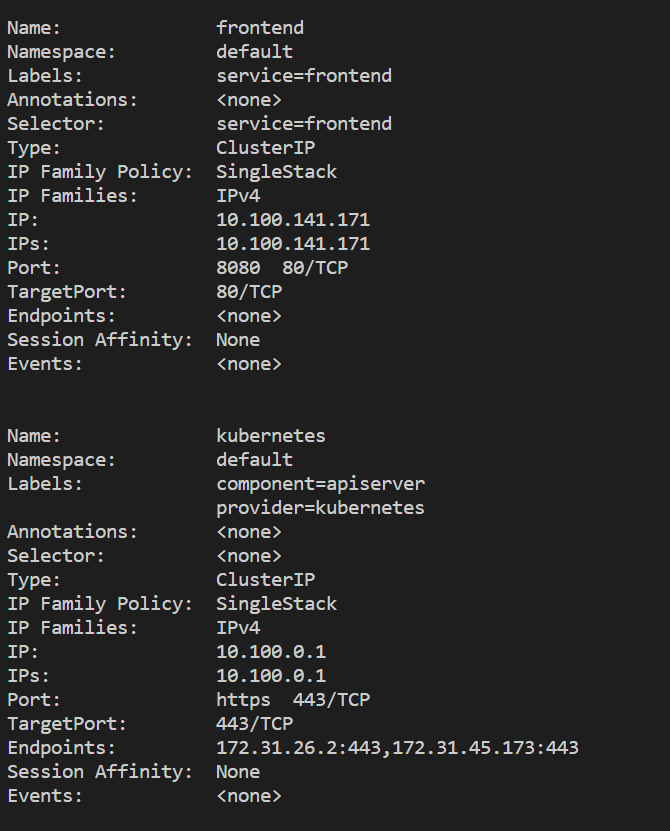 Name: frontend
Namespace: default
Labels: service=frontend
Annotations: <none>
Selector: service=frontend
Type: ClusterIP
IP Family Policy: SingleStack
IP Families: IPv4
IP: 10.100.141.171
IPs: 10.100.141.171
Port: 8080 80/TCP
TargetPort: 80/TCP
Endpoints: <none>
Session Affinity: None
Events: <none>
Name: kubernetes
Namespace: default
Labels: component=apiserver
provider=kubernetes
Annotations: <none>
Selector: <none>
Type: ClusterIP
IP Family Policy: SingleStack
IP Families: IPv4
IP: 10.100.0.1
IPs: 10.100.0.1
Port: https 443/TCP
TargetPort: 443/TCP
Endpoints: 172.31.26.2:443,172.31.45.173:443
Session Affinity: None
Events: <none>